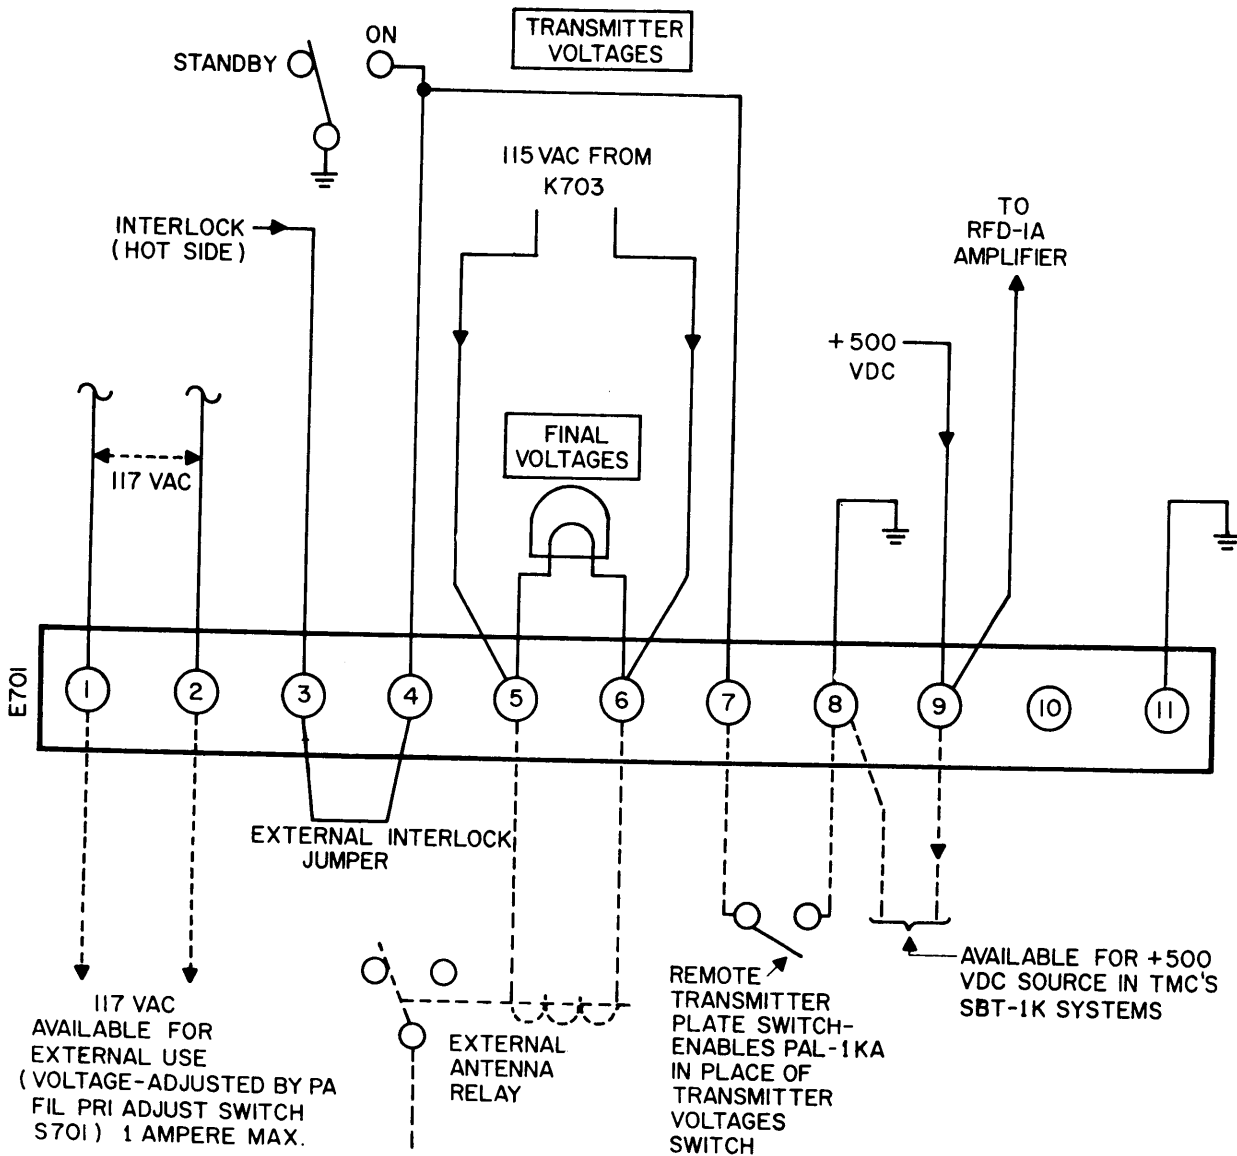 TRANSMITTER
VOLTAGES
ON
STANDBY
115 VAC FROM
K703
INTERLOCK
(HOT SIDE)
TO
RFD-1A
AMPLIFIER
+500
VDC
FINAL
VOLTAGES
117 VAC
E701
1
2
3
4
5
6
7
8
9
10
11
EXTERNAL INTERLOCK
JUMPER
117 VAC
AVAILABLE FOR
EXTERNAL USE
(VOLTAGE-ADJUSTED BY PA
FIL PRI ADJUST SWITCH
S701) 1 AMPERE MAX.
EXTERNAL
ANTENNA
RELAY
REMOTE
TRANSMITTER
PLATE SWITCH-
ENABLES PAL-1KA
IN PLACE OF
TRANSMITTER
VOLTAGES
SWITCH
AVAILABLE FOR +500
VDC SOURCE IN TMC'S
SBT-1K SYSTEMS